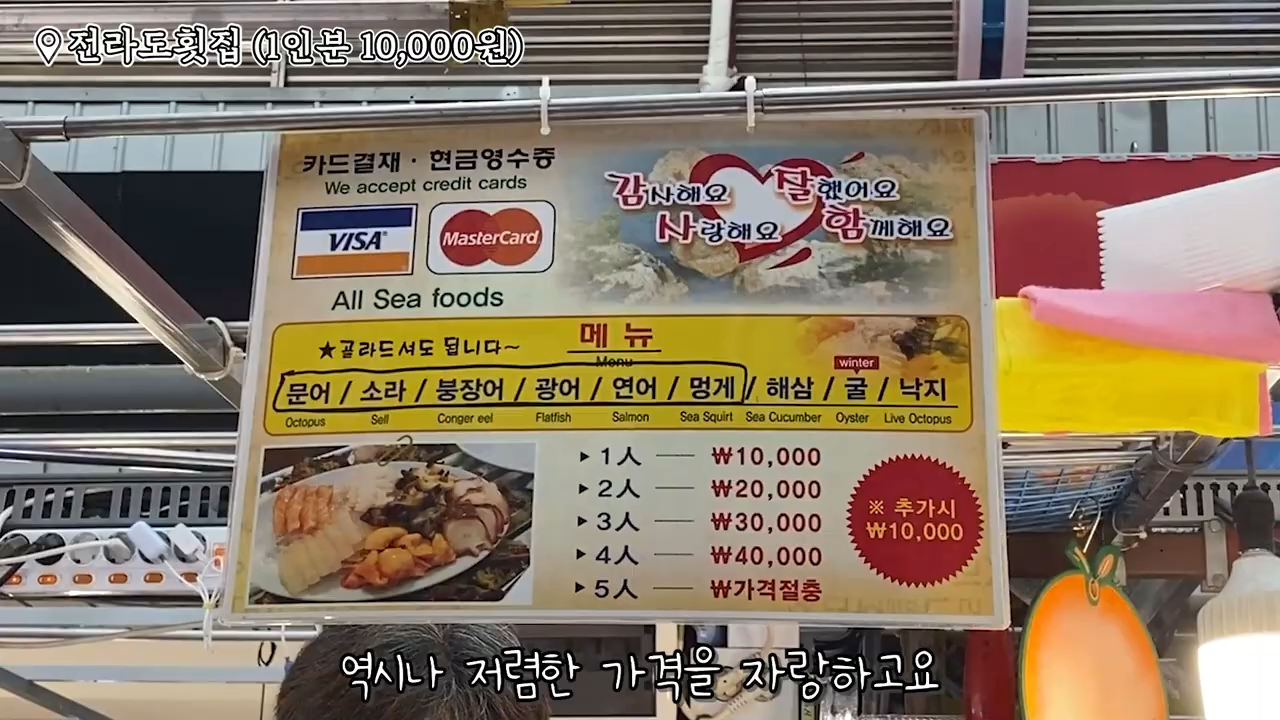 전라도횟집 (1인분 10,000원)
카드결재 · 현금영수증
We accept credit cards
VISA MasterCard
All Sea foods
감사해요 잘했어요
사랑해요 함께해요
메뉴
Menu
★골라드셔도 됩니다~
winter
문어 / 소라 / 붕장어 / 광어 / 연어 / 멍게 / 해삼 / 굴 / 낙지
Octopus Sell Conger eel Flatfish Salmon Sea Squirt Sea Cucumber Oyster Live Octopus
▶1人 — ₩10,000
▶2人 — ₩20,000
▶3人 — ₩30,000
▶4人 — ₩40,000
▶5人 — ₩가격절충
※ 추가시
₩10,000
역시나 저렴한 가격을 자랑하고요